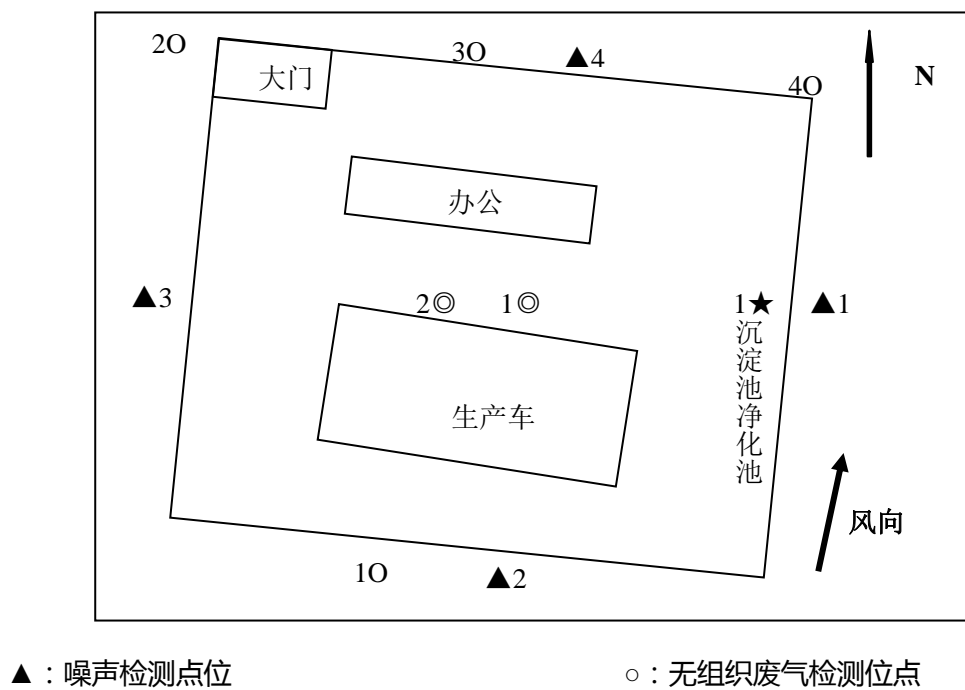 2O
3O
▲4
大门
4O
N
办公
▲3
2◎
1◎
1★
▲1
沉淀池净化池
生产车
风向
1O
▲2
▲：噪声检测点位
○：无组织废气检测位点